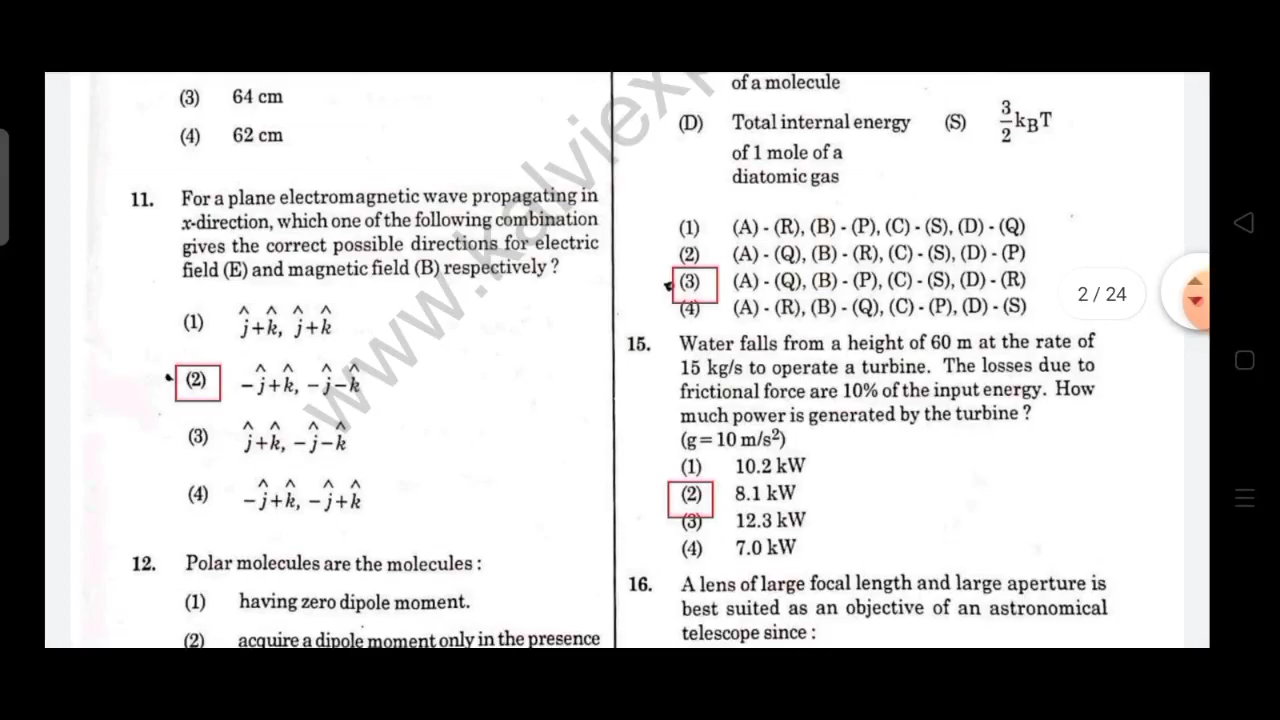 (3) 64 cm
(4) 62 cm
11. For a plane electromagnetic wave propagating in
x-direction, which one of the following combination
gives the correct possible directions for electric
field (E) and magnetic field (B) respectively ?
(1) ĵ+k̂, ĵ+k̂
(2) −ĵ+k̂, −ĵ−k̂
(3) ĵ+k̂, −ĵ−k̂
(4) −ĵ+k̂, −ĵ+k̂
12. Polar molecules are the molecules :
(1) having zero dipole moment.
(2) acquire a dipole moment only in the presence
of a molecule
(D) Total internal energy (S) 3/2 k_BT
of 1 mole of a
diatomic gas
(1) (A) - (R), (B) - (P), (C) - (S), (D) - (Q)
(2) (A) - (Q), (B) - (R), (C) - (S), (D) - (P)
(3) (A) - (Q), (B) - (P), (C) - (S), (D) - (R)
(4) (A) - (R), (B) - (Q), (C) - (P), (D) - (S)
15. Water falls from a height of 60 m at the rate of
15 kg/s to operate a turbine. The losses due to
frictional force are 10% of the input energy. How
much power is generated by the turbine ?
(g = 10 m/s²)
(1) 10.2 kW
(2) 8.1 kW
(3) 12.3 kW
(4) 7.0 kW
16. A lens of large focal length and large aperture is
best suited as an objective of an astronomical
telescope since :
2 / 24